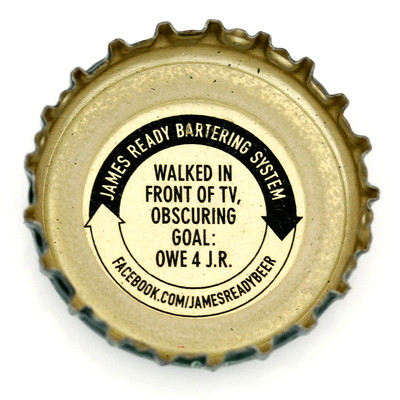 JAMES READY BARTERING SYSTEM
WALKED IN
FRONT OF TV,
OBSCURING
GOAL:
OWE 4 J.R.
FACEBOOK.COM/JAMESREADYBEER